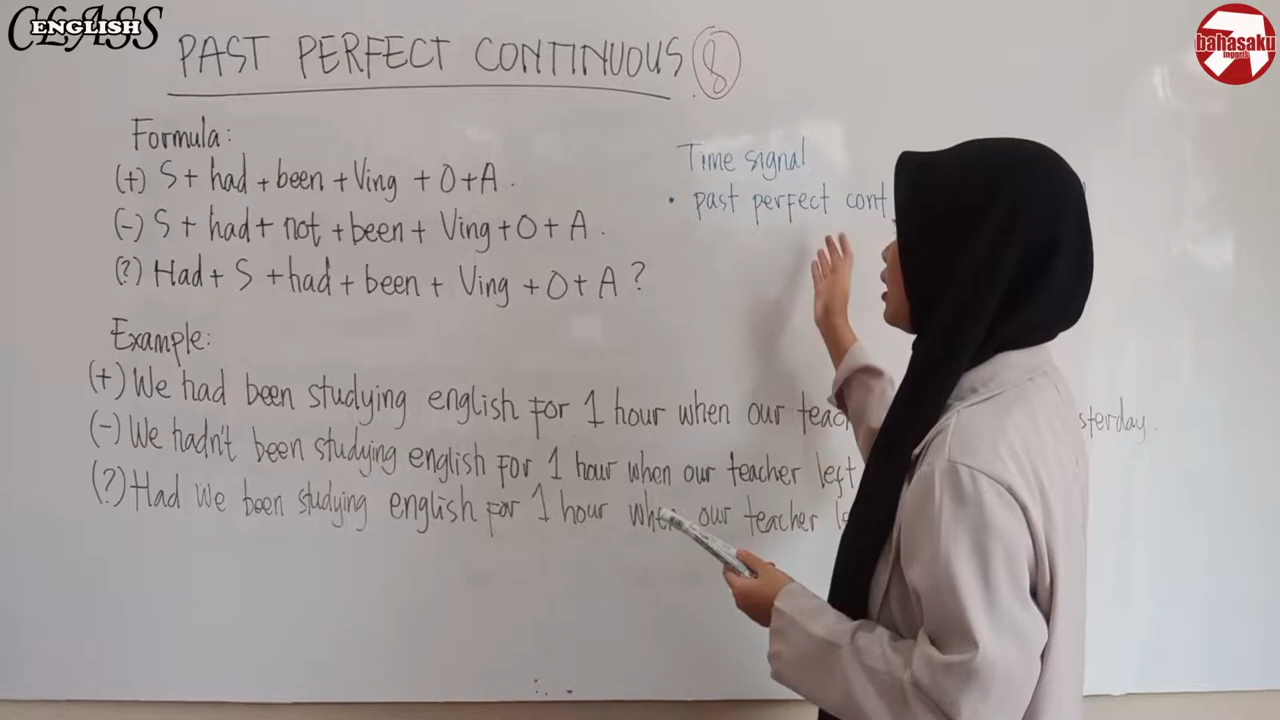 CLASS
ENGLISH
bahasaku
inggris
PAST PERFECT CONTINUOUS 8
Formula:
(+) S + had + been + Ving + O + A.
(-) S + had + not + been + Ving + O + A.
(?) Had + S + had + been + Ving + O + A ?
Time signal
• past perfect cont
Example:
(+) We had been studying english for 1 hour when our teac sterday.
(-) We hadn't been studying english for 1 hour when our teacher left
(?) Had we been studying english for 1 hour when our teacher